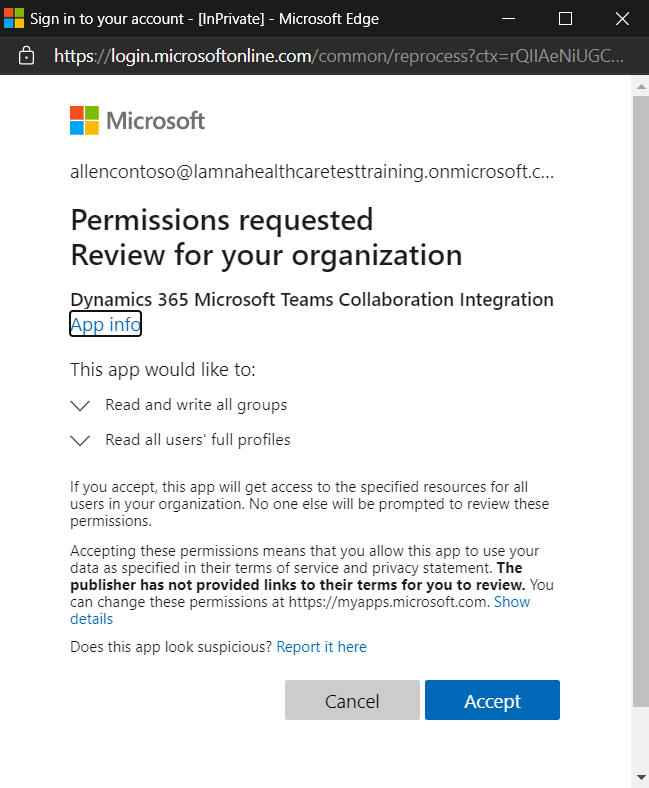 Sign in to your account - [InPrivate] - Microsoft Edge
https://login.microsoftonline.com/common/reprocess?ctx=rQIIAeNiUGC...
Microsoft
allencontoso@lamnahealthcaretesttraining.onmicrosoft.c...
Permissions requested
Review for your organization
Dynamics 365 Microsoft Teams Collaboration Integration
App info
This app would like to:
Read and write all groups
Read all users' full profiles
If you accept, this app will get access to the specified resources for all
users in your organization. No one else will be prompted to review these
permissions.
Accepting these permissions means that you allow this app to use your
data as specified in their terms of service and privacy statement. The
publisher has not provided links to their terms for you to review. You
can change these permissions at https://myapps.microsoft.com. Show
details
Does this app look suspicious? Report it here
Cancel
Accept